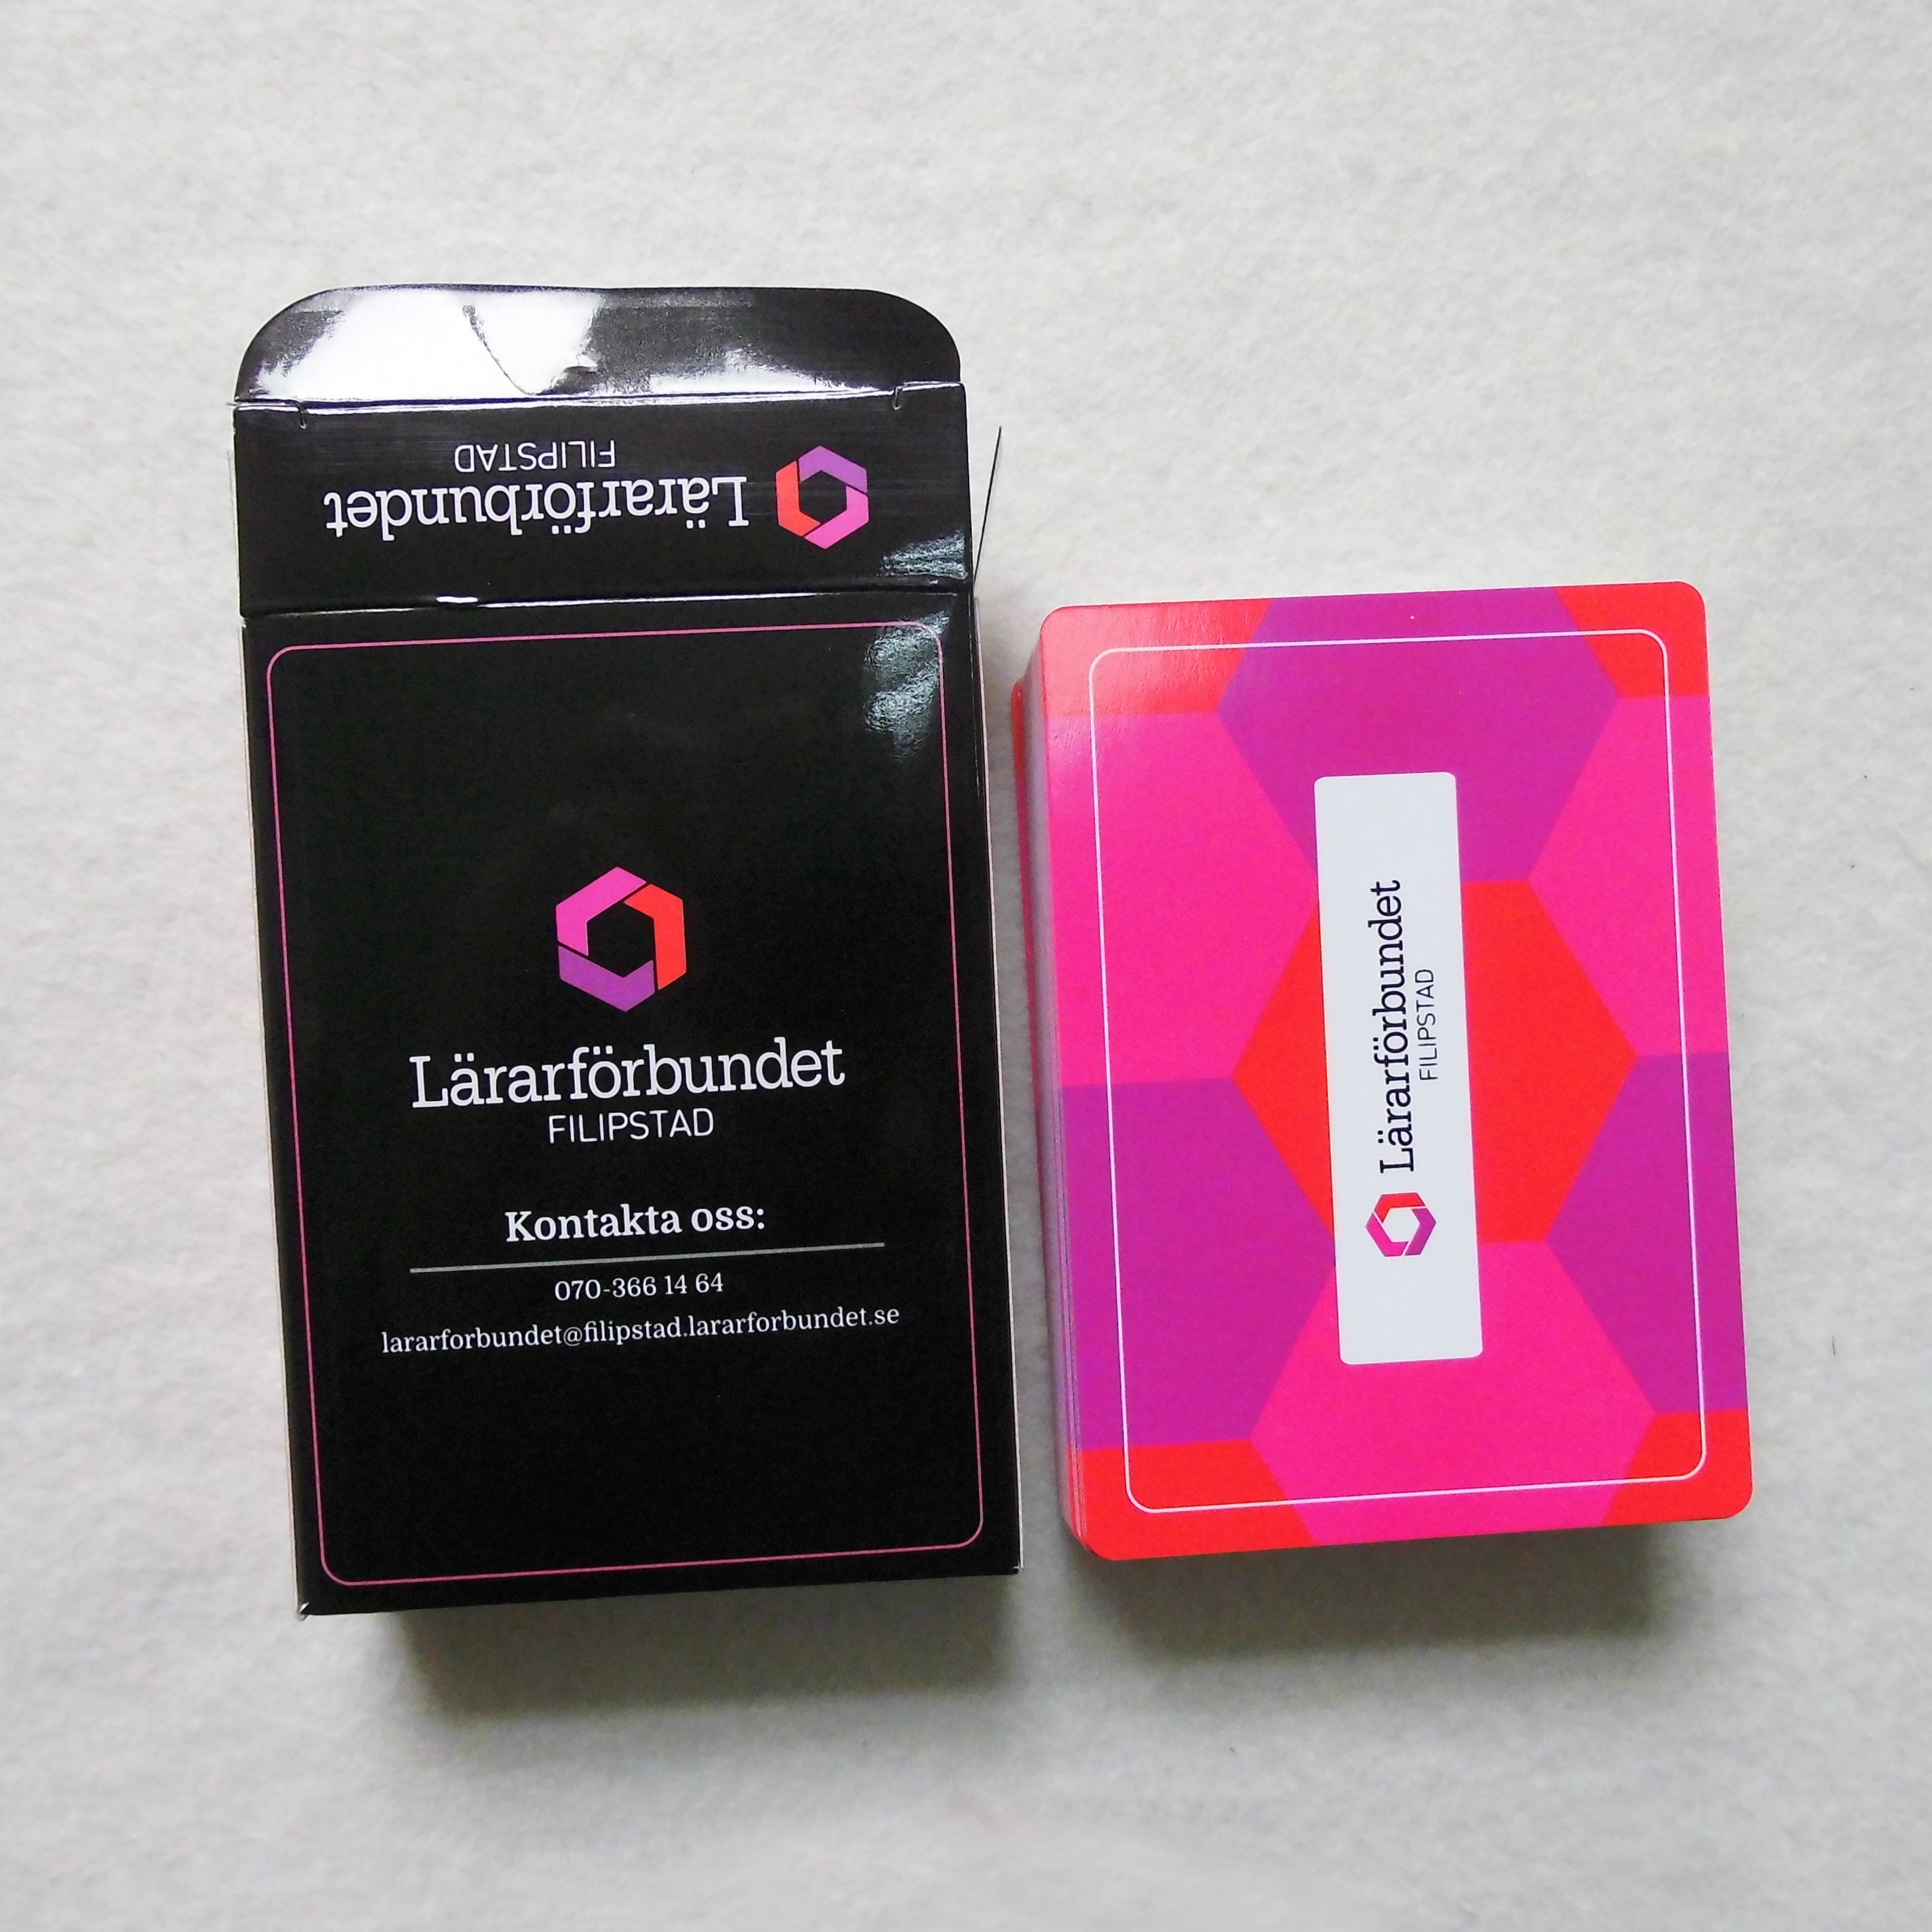 Lärarförbundet
FILIPSTAD
Lärarförbundet
FILIPSTAD
Kontakta oss:
070-366 14 64
lararforbundet@filipstad.lararforbundet.se
Lärarförbundet
FILIPSTAD